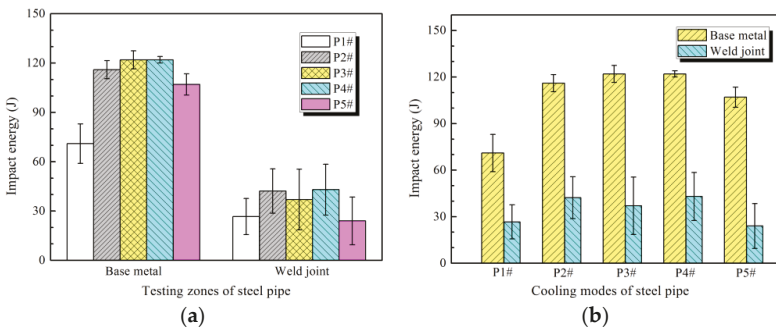 150
120
90
60
30
0
Impact energy (J)
P1#
P2#
P3#
P4#
P5#
Base metal
Weld joint
Testing zones of steel pipe
(a)
150
120
90
60
30
0
Impact energy (J)
Base metal
Weld joint
P1#
P2#
P3#
P4#
P5#
Cooling modes of steel pipe
(b)